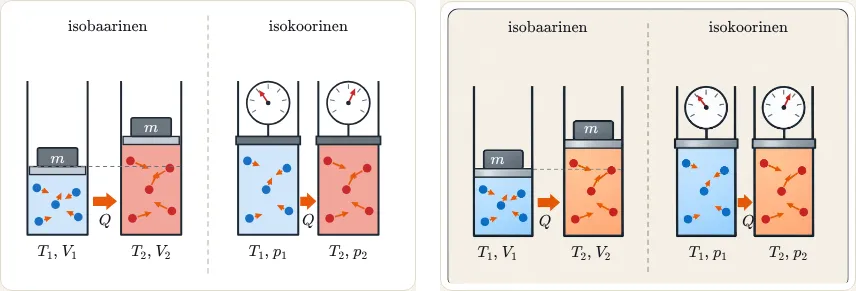 isobaarinen
isokoorinen
m
m
Q
Q
T₁, V₁
T₂, V₂
T₁, p₁
T₂, p₂
isobaarinen
isokoorinen
m
m
Q
Q
T₁, V₁
T₂, V₂
T₁, p₁
T₂, p₂